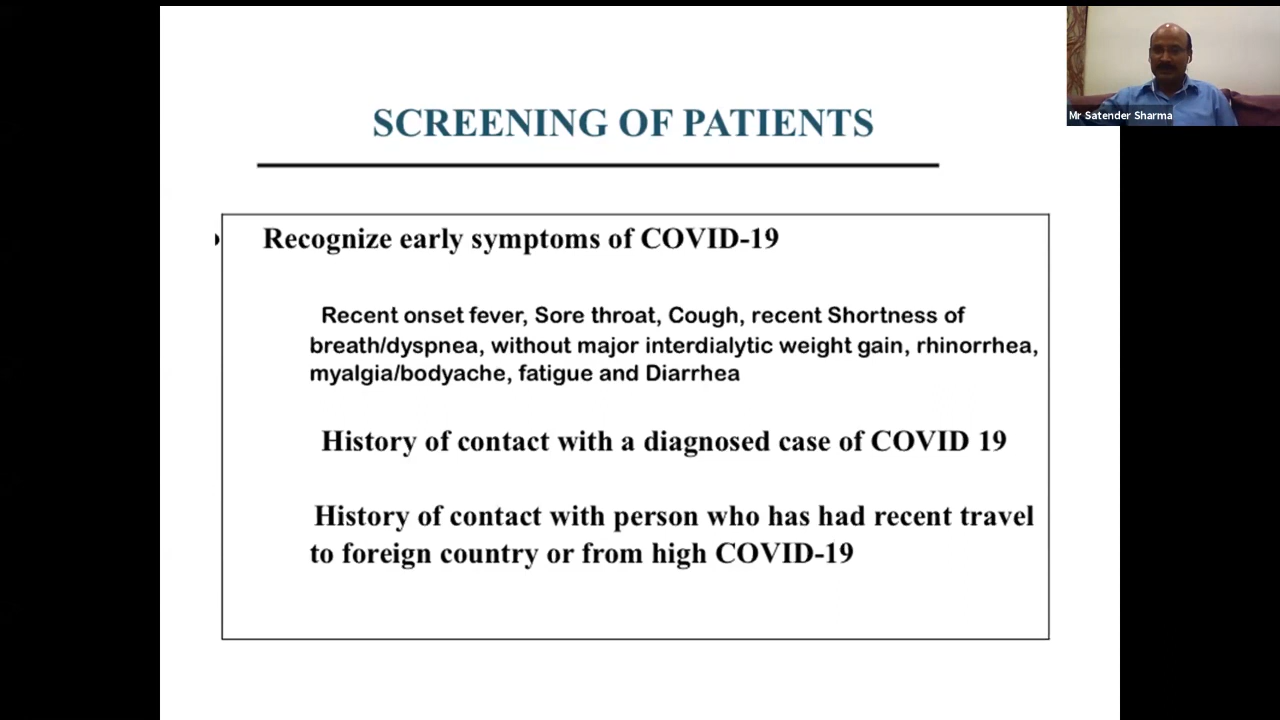 Mr Satender Sharma
SCREENING OF PATIENTS
Recognize early symptoms of COVID-19
Recent onset fever, Sore throat, Cough, recent Shortness of
breath/dyspnea, without major interdialytic weight gain, rhinorrhea,
myalgia/bodyache, fatigue and Diarrhea
History of contact with a diagnosed case of COVID 19
History of contact with person who has had recent travel
to foreign country or from high COVID-19